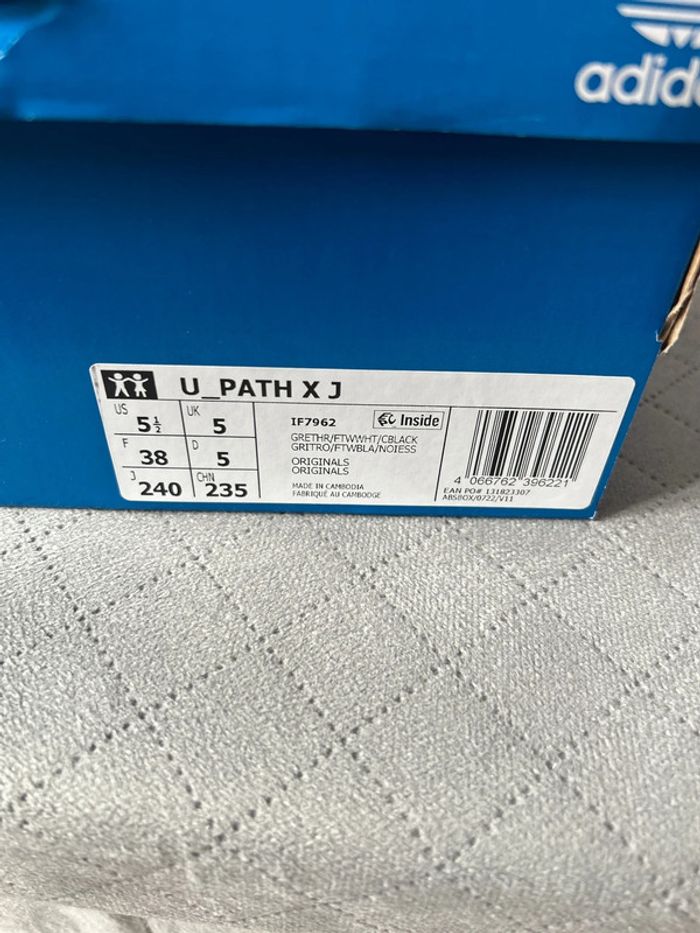 adid
U_PATH X J
US 5½ UK 5
F 38 D 5
J 240 CHN 235
IF7962 Inside
GRETHR/FTWWHT/CBLACK
GRITRO/FTWBLA/NOIESS
ORIGINALS
ORIGINALS
MADE IN CAMBODIA
FABRIQUÉ AU CAMBODGE
4 066762 396221
EAN PO# 131823307
ABSBOX/0722/V11